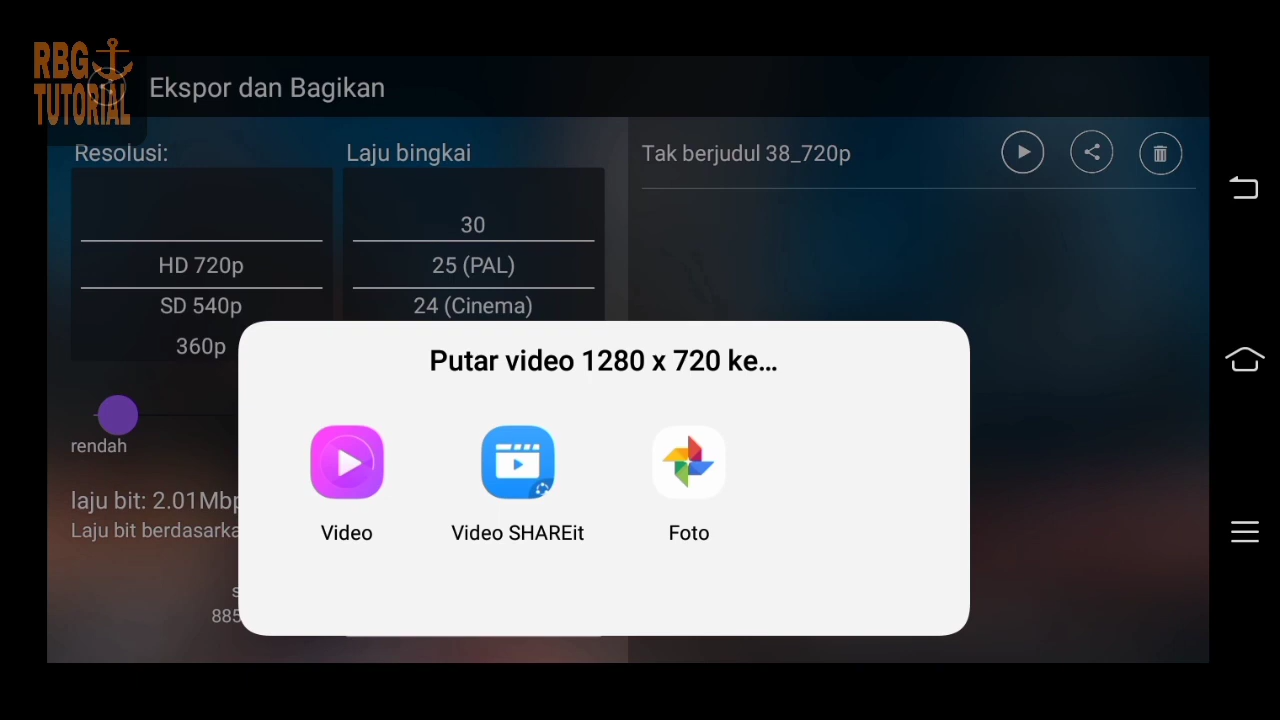 RBG
TUTORIAL
Ekspor dan Bagikan
Resolusi:
Laju bingkai
Tak berjudul 38_720p
30
HD 720p
25 (PAL)
SD 540p
24 (Cinema)
360p
Putar video 1280 x 720 ke...
rendah
laju bit: 2.01Mbp
Laju bit berdasarka
Video
Video SHAREit
Foto
s
885